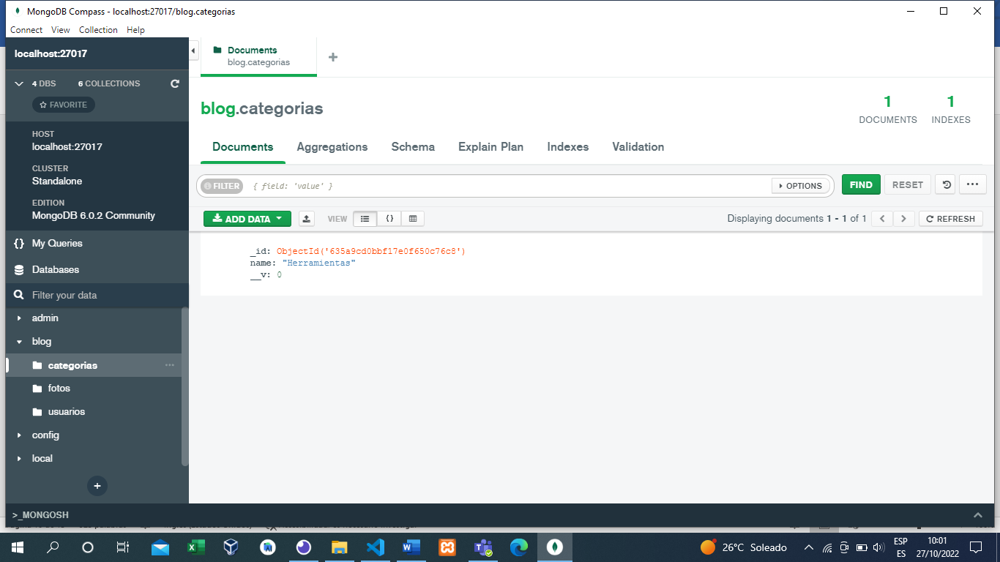 MongoDB Compass - localhost:27017/blog.categorias
Connect View Collection Help
localhost:27017
4 DBS 6 COLLECTIONS
FAVORITE
HOST
localhost:27017
CLUSTER
Standalone
EDITION
MongoDB 6.0.2 Community
{} My Queries
Databases
Filter your data
admin
blog
categorias
fotos
usuarios
config
local
+
>_MONGOSH
Documents
blog.categorias
+
blog.categorias
1
DOCUMENTS
1
INDEXES
Documents Aggregations Schema Explain Plan Indexes Validation
FILTER { field: 'value' } OPTIONS FIND RESET
ADD DATA VIEW {} Displaying documents 1 - 1 of 1 REFRESH
_id: ObjectId('635a9cd0bbf17e0f650c76c8')
name: "Herramientas"
__v: 0
26°C Soleado
ESP
ES
10:01
27/10/2022